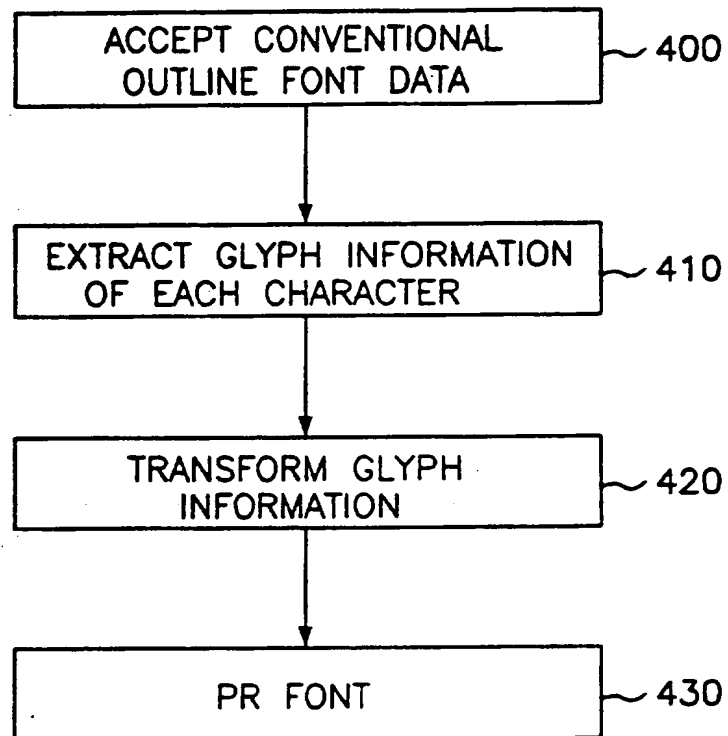 ACCEPT CONVENTIONAL
OUTLINE FONT DATA
400
EXTRACT GLYPH INFORMATION
OF EACH CHARACTER
410
TRANSFORM GLYPH
INFORMATION
420
PR FONT
430